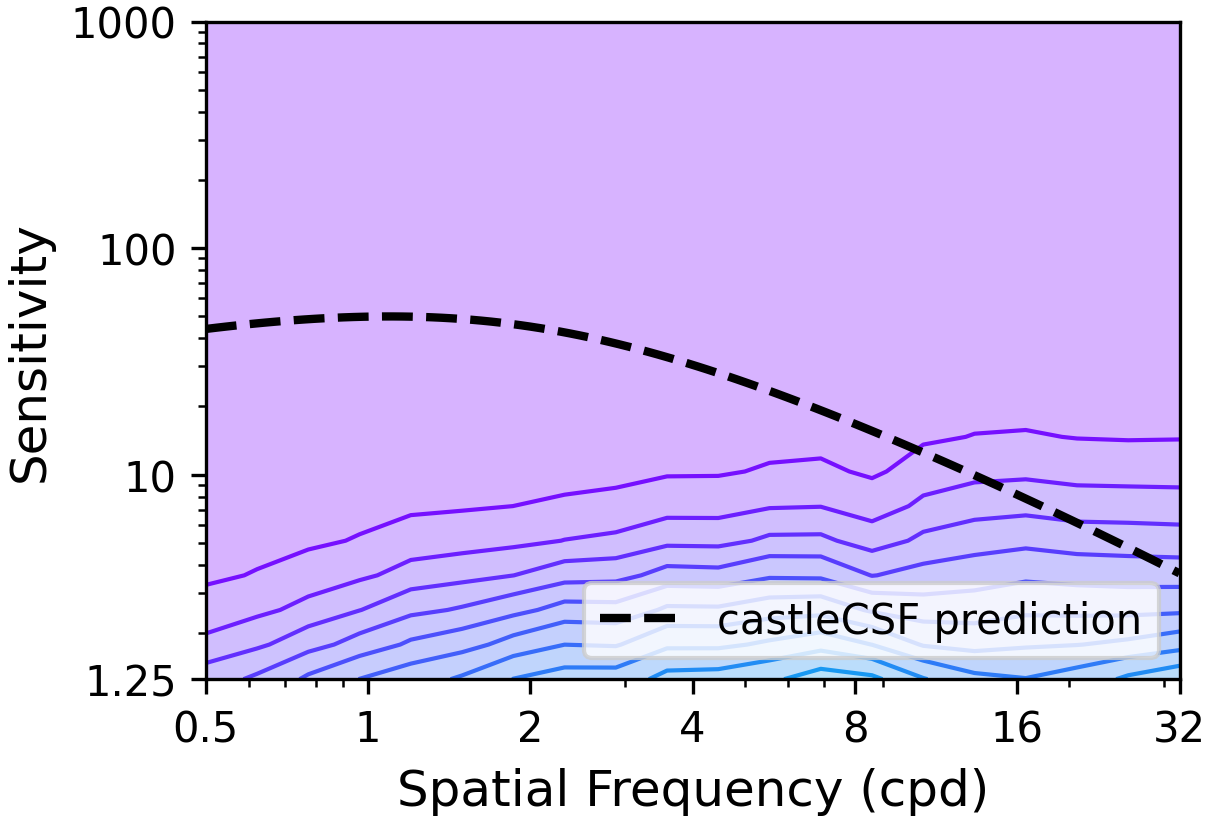 1000
100
10
1.25
Sensitivity
castleCSF prediction
0.5 1 2 4 8 16 32
Spatial Frequency (cpd)